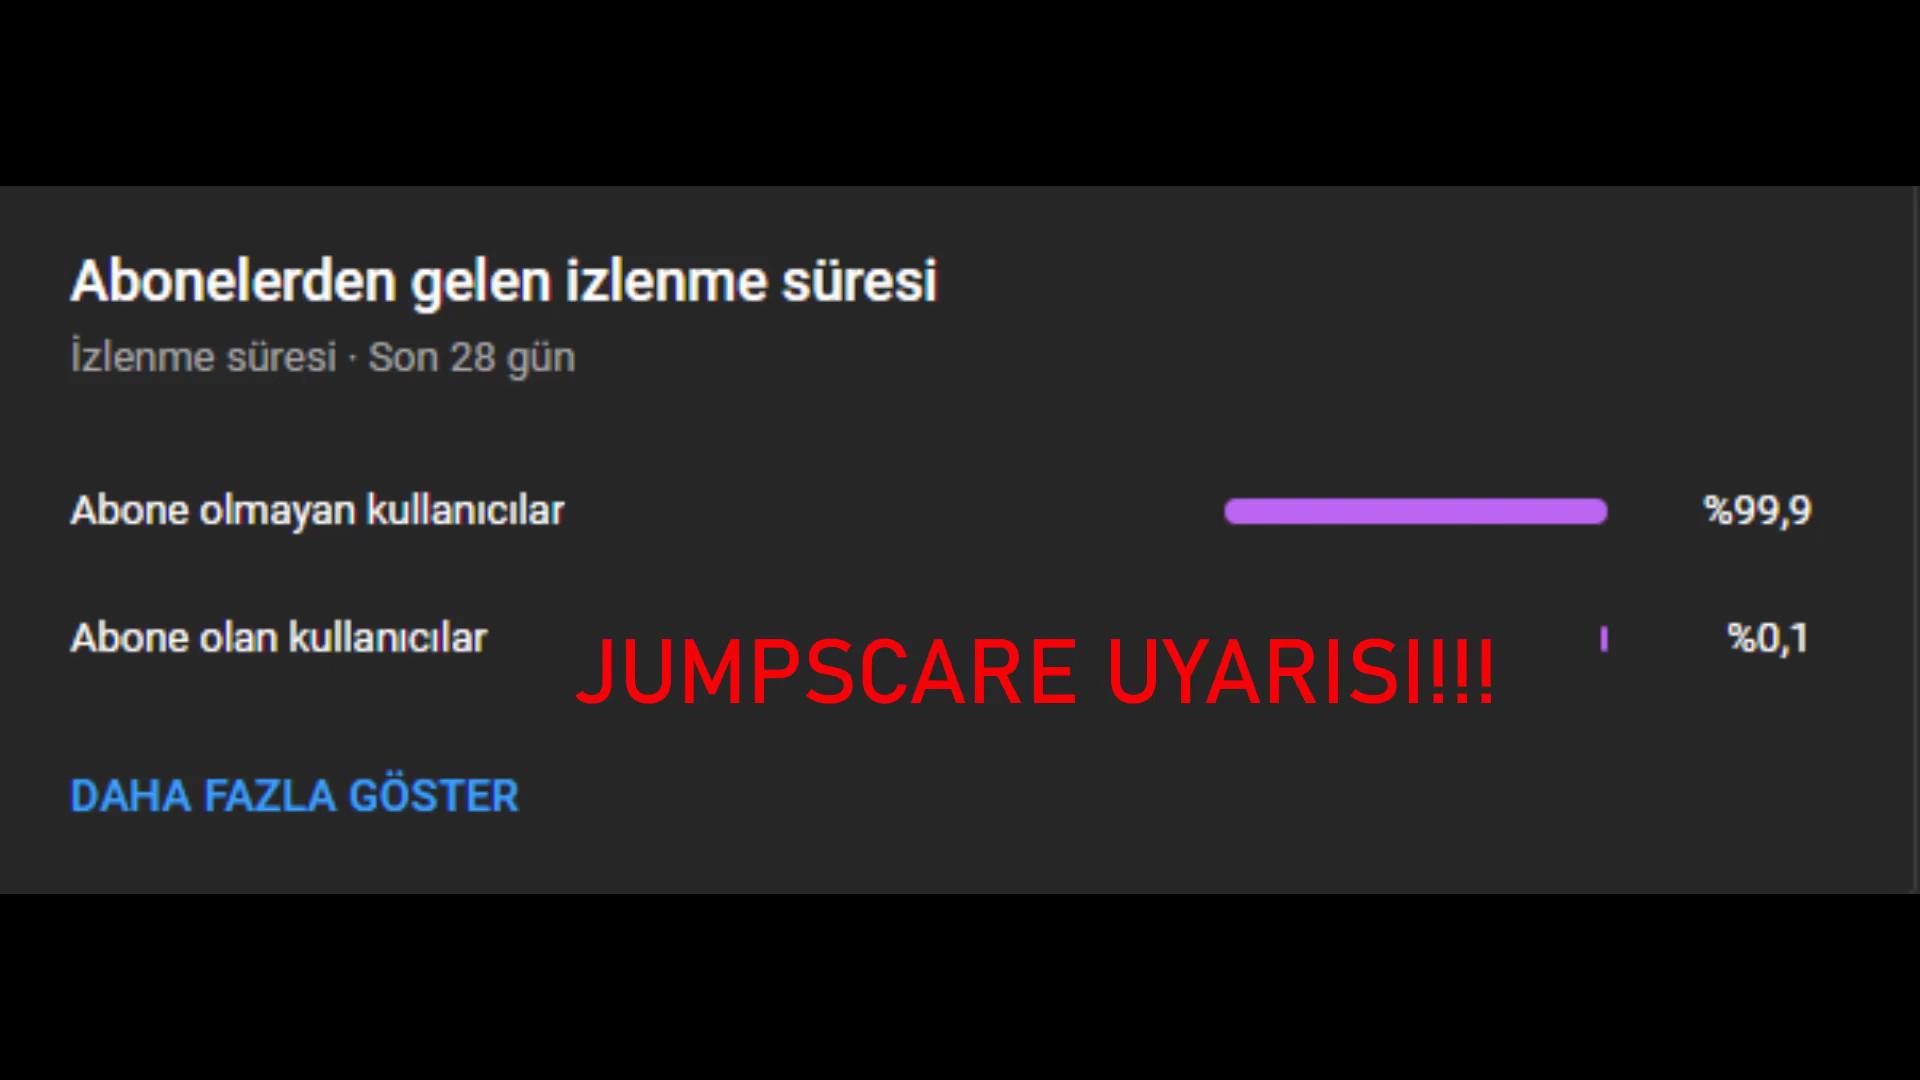 Abonelerden gelen izlenme süresi
İzlenme süresi · Son 28 gün
Abone olmayan kullanıcılar %99,9
Abone olan kullanıcılar %0,1
JUMPSCARE UYARISI!!!
DAHA FAZLA GÖSTER